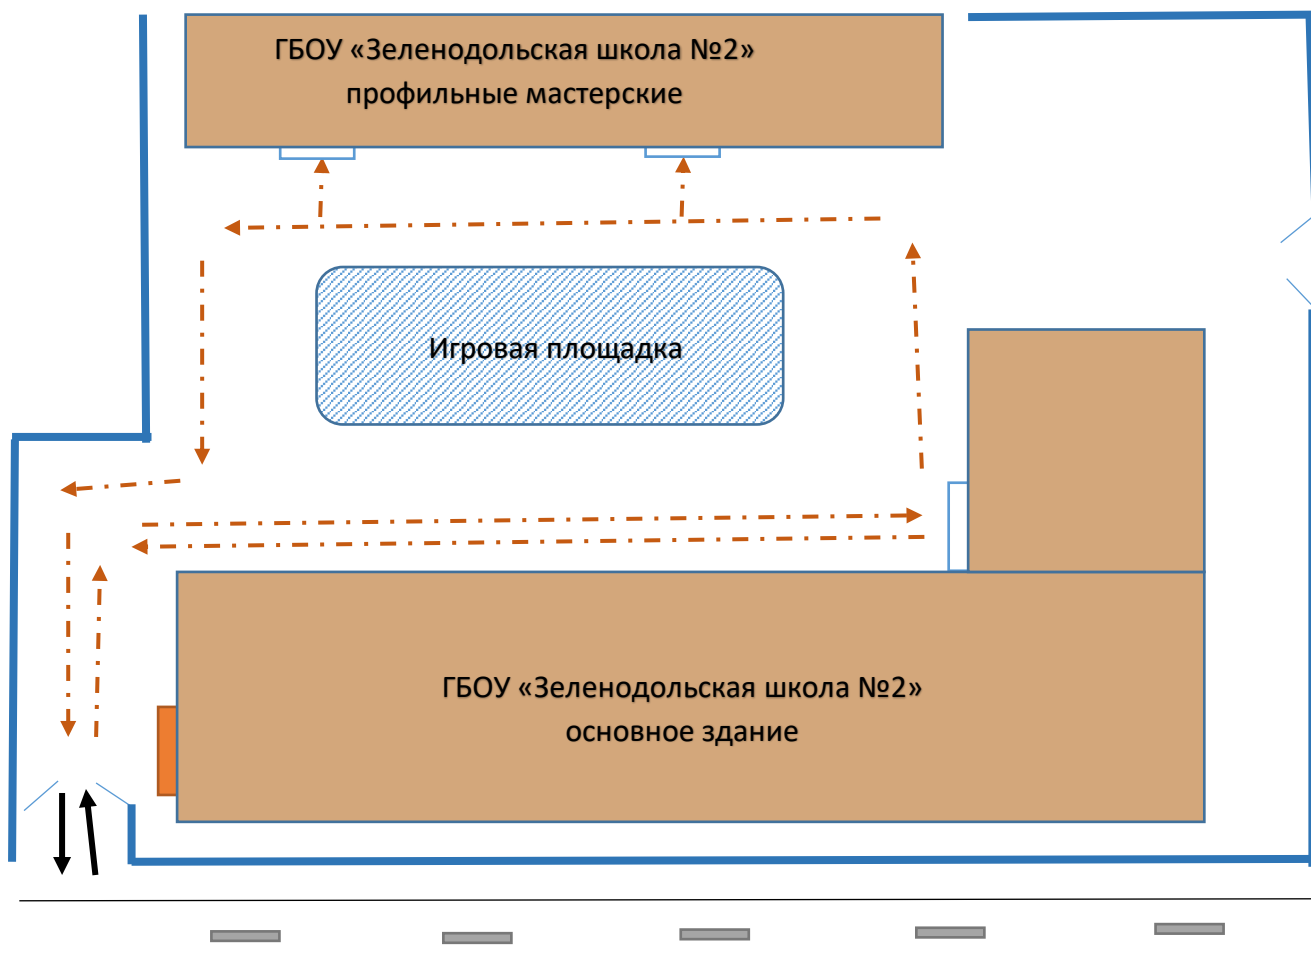 ГБОУ «Зеленодольская школа №2»
профильные мастерские
Игровая площадка
ГБОУ «Зеленодольская школа №2»
основное здание